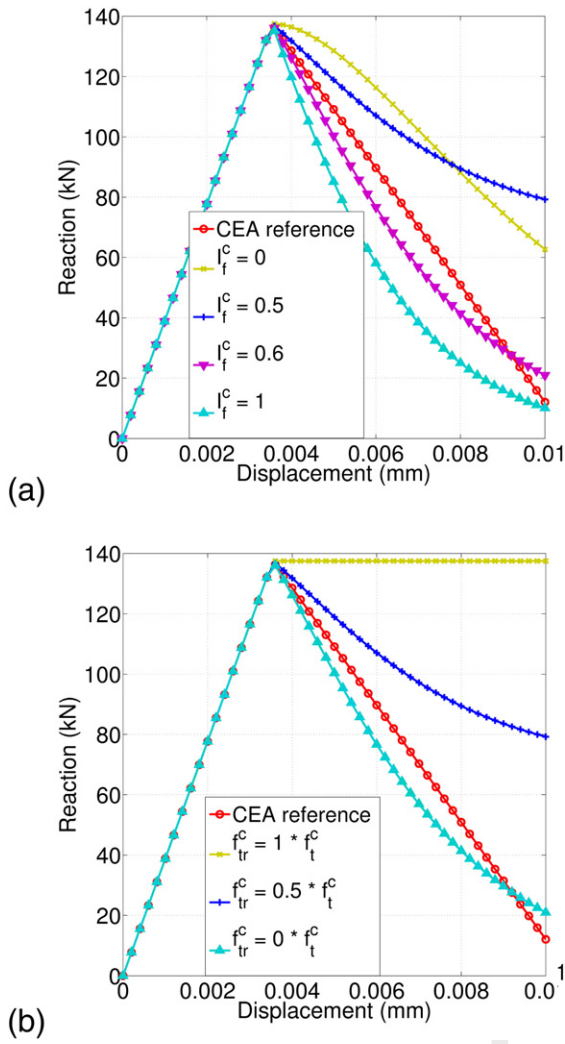 140
120
100
80
60
40
20
0
Reaction (kN)
CEA reference
l_f^c = 0
l_f^c = 0.5
l_f^c = 0.6
l_f^c = 1
0 0.002 0.004 0.006 0.008 0.01
Displacement (mm)
(a)
140
120
100
80
60
40
20
0
Reaction (kN)
CEA reference
f_tr^c = 1 * f_t^c
f_tr^c = 0.5 * f_t^c
f_tr^c = 0 * f_t^c
0 0.002 0.004 0.006 0.008 0.01
Displacement (mm)
(b)